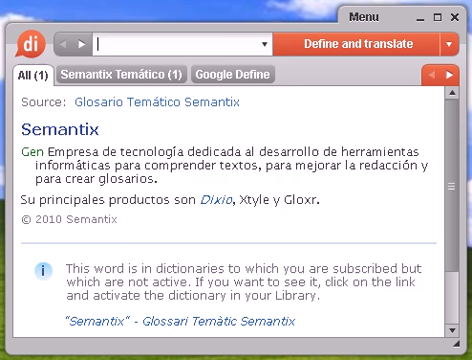 Menu
di
Define and translate
All (1) Semantix Temático (1) Google Define
Source: Glosario Temático Semantix
Semantix
Gen Empresa de tecnología dedicada al desarrollo de herramientas
informáticas para comprender textos, para mejorar la redacción y
para crear glosarios.
Su principales productos son Dixio, Xtyle y Gloxr.
© 2010 Semantix
i
This word is in dictionaries to which you are subscribed but
which are not active. If you want to see it, click on the link
and activate the dictionary in your Library.
"Semantix" - Glossari Temàtic Semantix